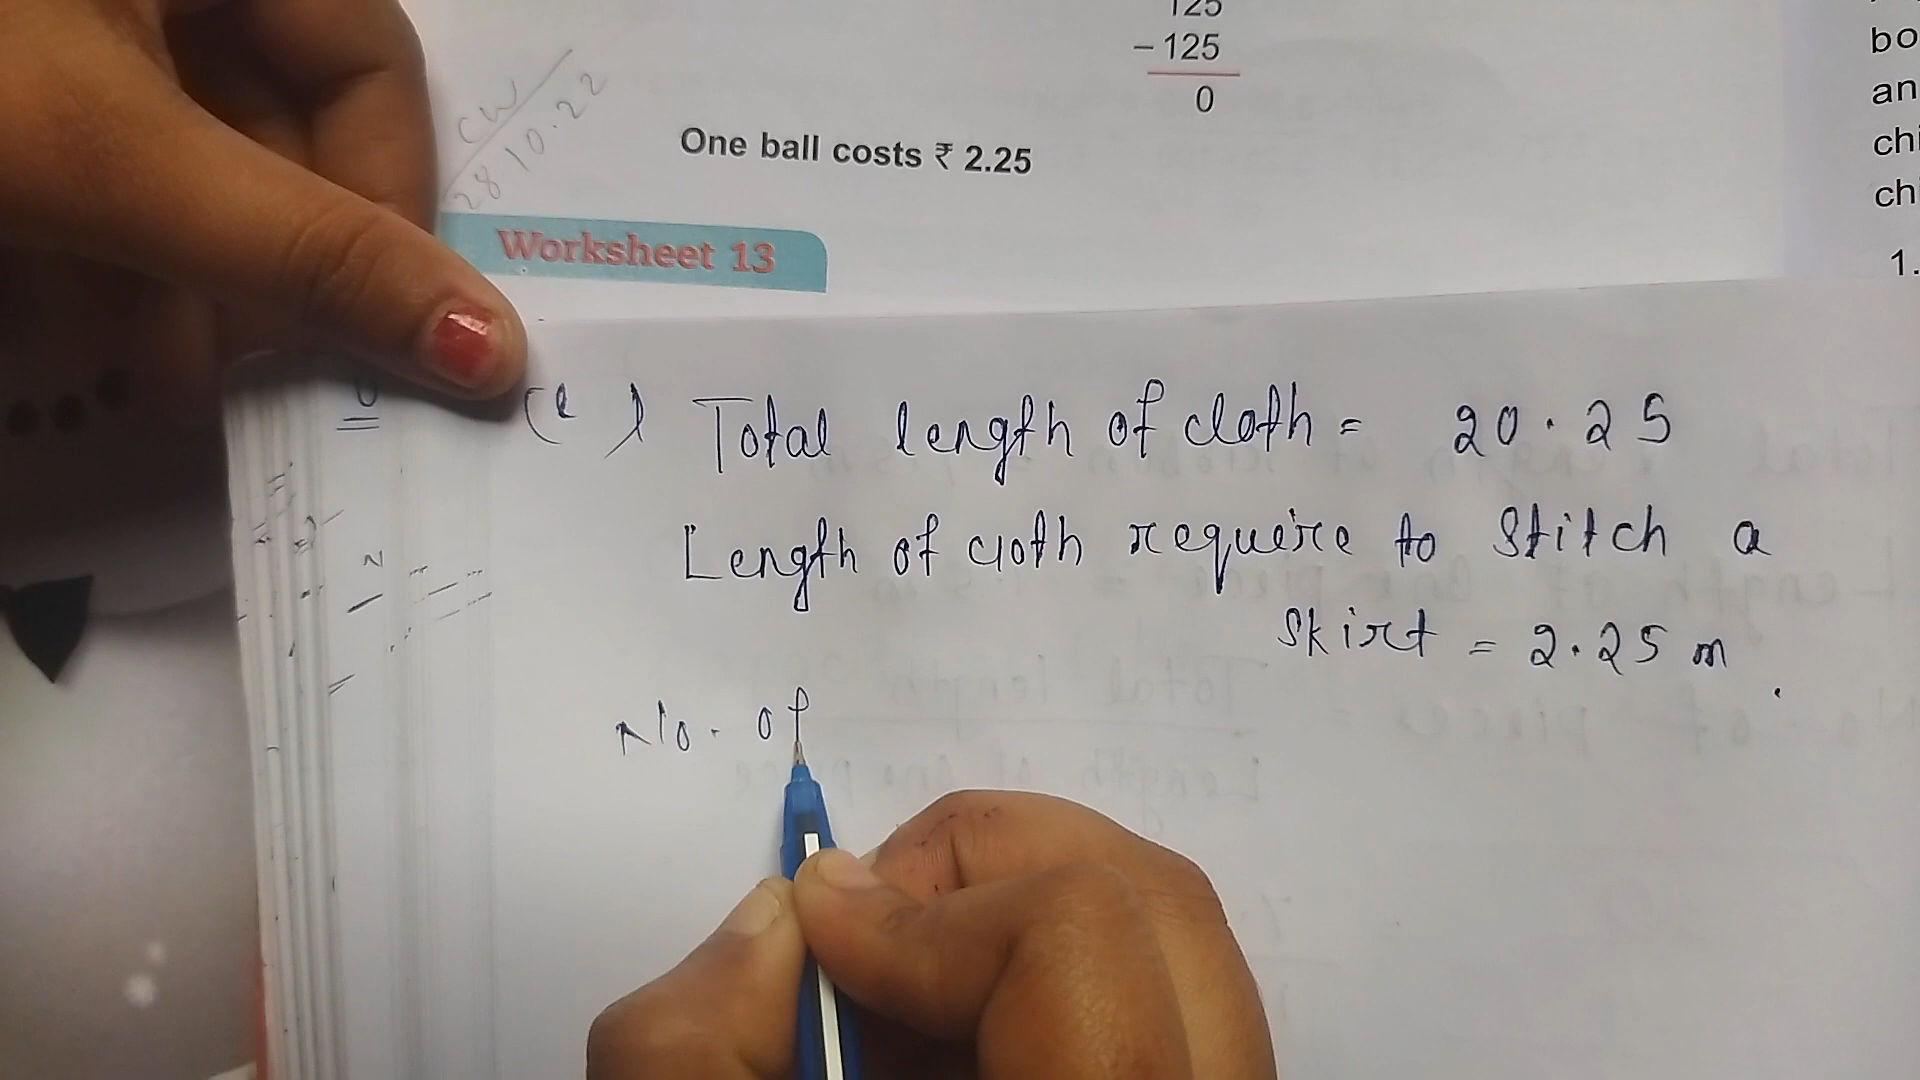 125
- 125
0
CW
28 10.22
One ball costs ₹ 2.25
Worksheet 13
bo
an
chi
ch
1.
(e) Total length of cloth = 20.25
Length of cloth require to stitch a
skirt = 2.25 m
No. of